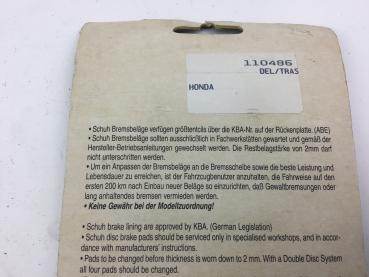 110486
DEL/TRAS
HONDA
• Schuh Bremsbeläge verfügen größtenteils über die KBA-Nr. auf der Rückenplatte. (ABE)
• Schuh Bremsbeläge sollten ausschließlich in Fachwerkstätten gewartet und gemäß der
Hersteller-Betriebsanleitungen gewechselt werden. Die Restbelagstärke von 2mm darf
nicht unterschritten werden.
• Um ein Anpassen der Bremsbeläge an die Bremsscheibe sowie die beste Leistung und
Lebensdauer zu erreichen, ist der Fahrzeugbenutzer anzuhalten, die Fahrweise auf den
ersten 200 km nach Einbau neuer Beläge so einzurichten, daß Gewaltbremsungen oder
lang anhaltendes bremsen vermieden werden.
• Keine Gewähr bei der Modellzuordnung!
• Schuh brake lining are approved by KBA. (German Legislation)
• Schuh disc brake pads should be serviced only in specialised workshops, and in accor-
dance with manufacturers' instructions.
• Pads to be changed before thickness is worn down to 2 mm. With a Double Disc System
all four pads should be changed.